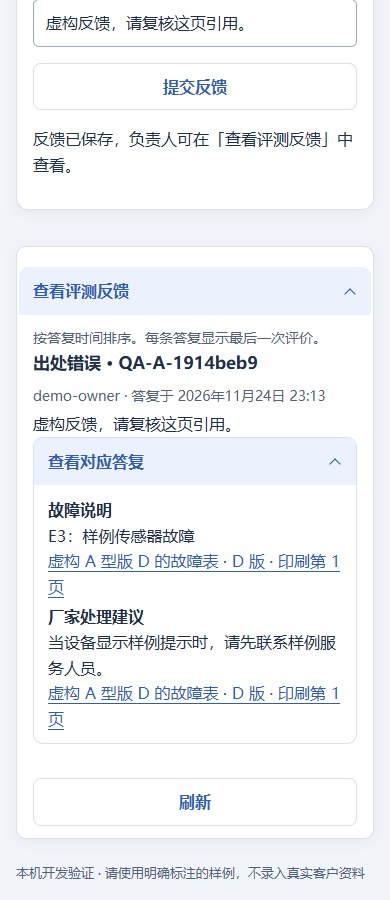 虚构反馈，请复核这页引用。
提交反馈
反馈已保存，负责人可在「查看评测反馈」中
查看。
查看评测反馈
按答复时间排序。每条答复显示最后一次评价。
出处错误 • QA-A-1914beb9
demo-owner · 答复于 2026年11月24日 23:13
虚构反馈，请复核这页引用。
查看对应答复
故障说明
E3：样例传感器故障
虚构 A 型版 D 的故障表 · D 版 · 印刷第 1
页
厂家处理建议
当设备显示样例提示时，请先联系样例服
务人员。
虚构 A 型版 D 的故障表 · D 版 · 印刷第 1
页
刷新
本机开发验证 · 请使用明确标注的样例，不录入真实客户资料